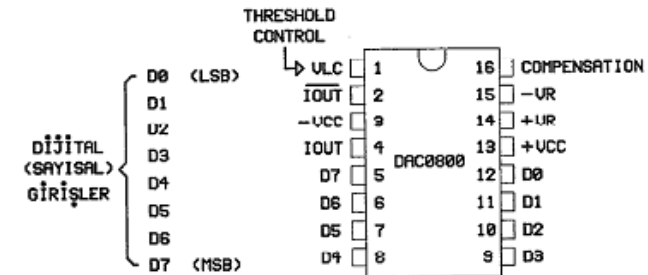 THRESHOLD
CONTROL
VLC 1 16 COMPENSATION
IOUT 2 15 -VR
-VCC 3 14 +VR
IOUT 4 13 +VCC
DAC0800
D7 5 12 D0
D6 6 11 D1
D5 7 10 D2
D4 8 9 D3
DİJİTAL
(SAYISAL)
GİRİŞLER
D0 (LSB)
D1
D2
D3
D4
D5
D6
D7 (MSB)